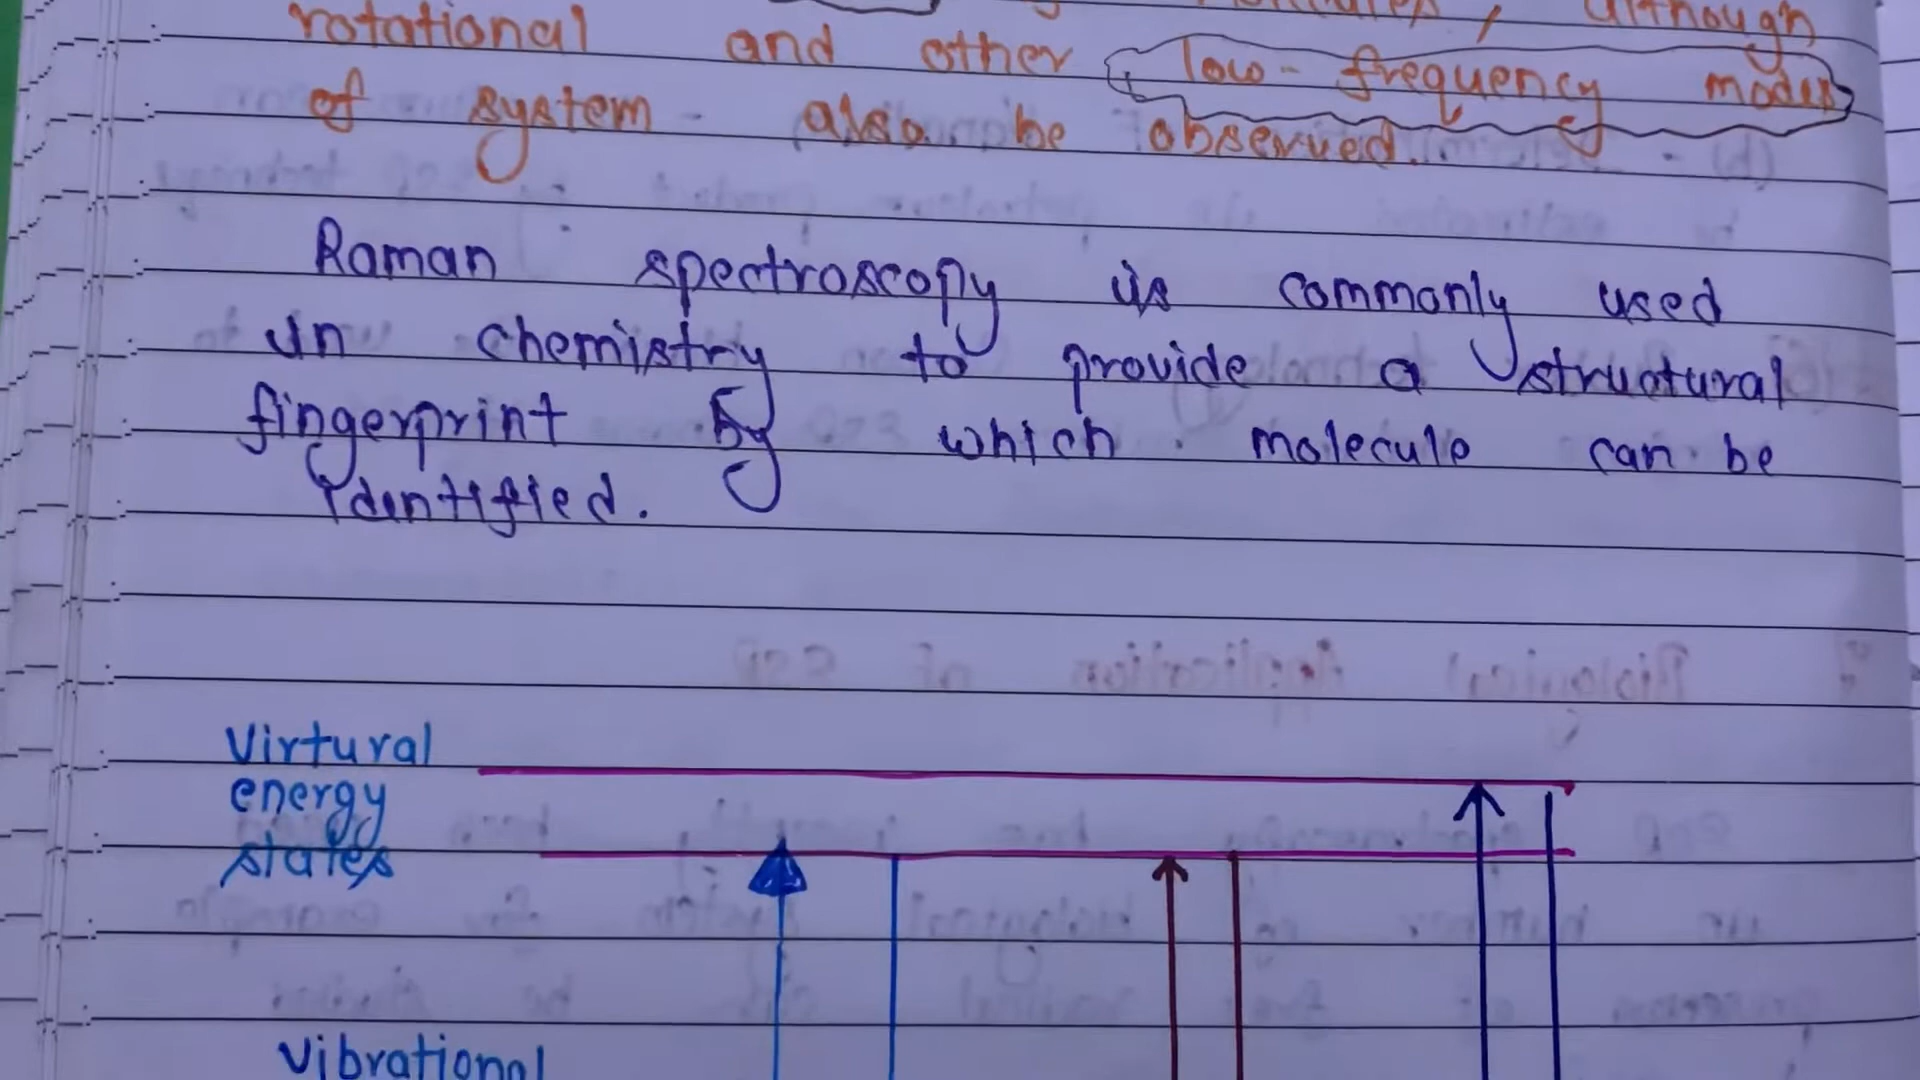 although
rotational and other low-frequency modes
of system also be observed.
Raman spectroscopy is commonly used
in chemistry to provide a structural
fingerprint by which molecule can be
identified.
Virtural
energy
states
Vibrational